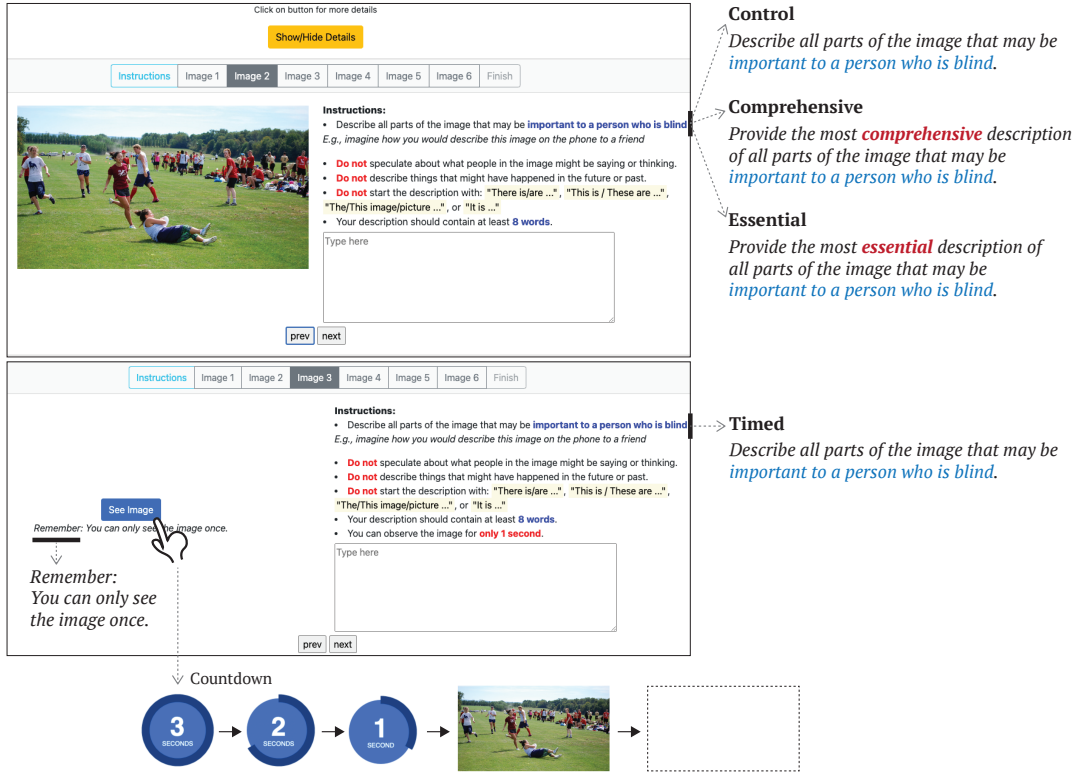 Click on button for more details
Show/Hide Details
Instructions Image 1 Image 2 Image 3 Image 4 Image 5 Image 6 Finish
Instructions:
• Describe all parts of the image that may be important to a person who is blind
E.g., imagine how you would describe this image on the phone to a friend
• Do not speculate about what people in the image might be saying or thinking.
• Do not describe things that might have happened in the future or past.
• Do not start the description with: "There is/are ...", "This is / These are ...",
"The/This image/picture ...", or "It is ..."
• Your description should contain at least 8 words.
Type here
prev next
Control
Describe all parts of the image that may be
important to a person who is blind.
Comprehensive
Provide the most comprehensive description
of all parts of the image that may be
important to a person who is blind.
Essential
Provide the most essential description of
all parts of the image that may be
important to a person who is blind.
Instructions Image 1 Image 2 Image 3 Image 4 Image 5 Image 6 Finish
Instructions:
• Describe all parts of the image that may be important to a person who is blind
E.g., imagine how you would describe this image on the phone to a friend
• Do not speculate about what people in the image might be saying or thinking.
• Do not describe things that might have happened in the future or past.
• Do not start the description with: "There is/are ...", "This is / These are ...",
"The/This image/picture ...", or "It is ..."
• Your description should contain at least 8 words.
• You can observe the image for only 1 second.
Type here
See Image
Remember: You can only see the image once.
Remember:
You can only see
the image once.
prev next
Timed
Describe all parts of the image that may be
important to a person who is blind.
Countdown
3
SECONDS
2
SECONDS
1
SECOND